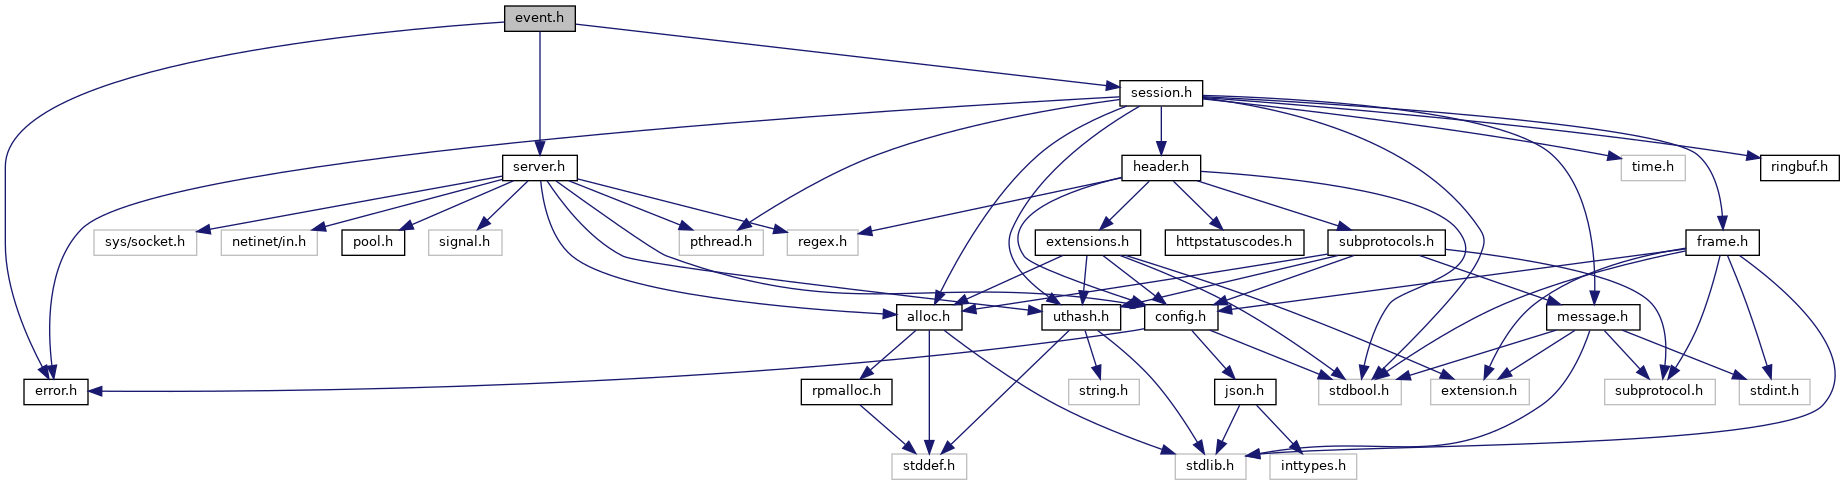 event.h
session.h
server.h
header.h
time.h
ringbuf.h
sys/socket.h
netinet/in.h
pool.h
signal.h
pthread.h
regex.h
extensions.h
httpstatuscodes.h
subprotocols.h
frame.h
alloc.h
uthash.h
config.h
message.h
error.h
rpmalloc.h
string.h
json.h
stdbool.h
extension.h
subprotocol.h
stdint.h
stddef.h
stdlib.h
inttypes.h